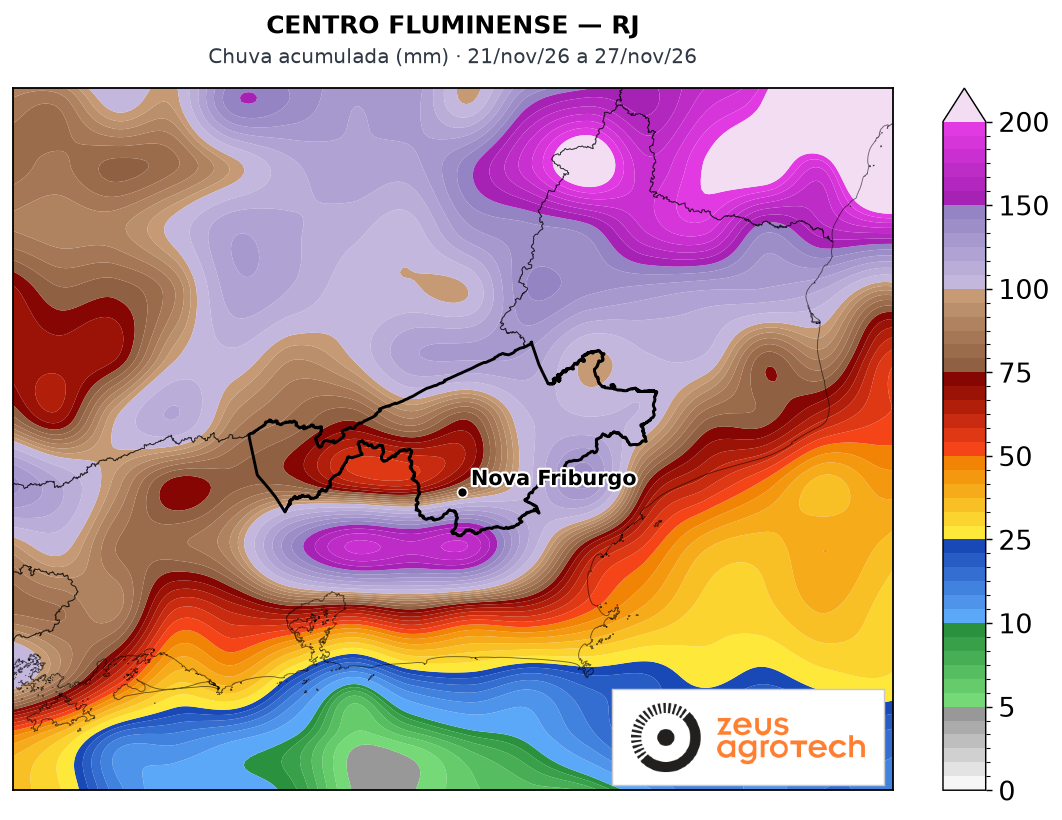 CENTRO FLUMINENSE — RJ
Chuva acumulada (mm) · 21/nov/26 a 27/nov/26
200
150
100
75
50
25
10
5
0
Nova Friburgo
zeus
agrotech